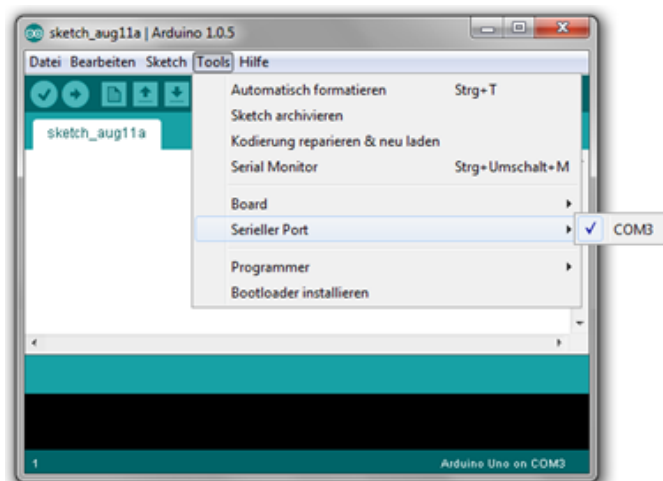 sketch_aug11a | Arduino 1.0.5
Datei Bearbeiten Sketch Tools Hilfe
sketch_aug11a
Automatisch formatieren Strg+T
Sketch archivieren
Kodierung reparieren & neu laden
Serial Monitor Strg+Umschalt+M
Board
Serieller Port
COM3
Programmer
Bootloader installieren
1 Arduino Uno on COM3